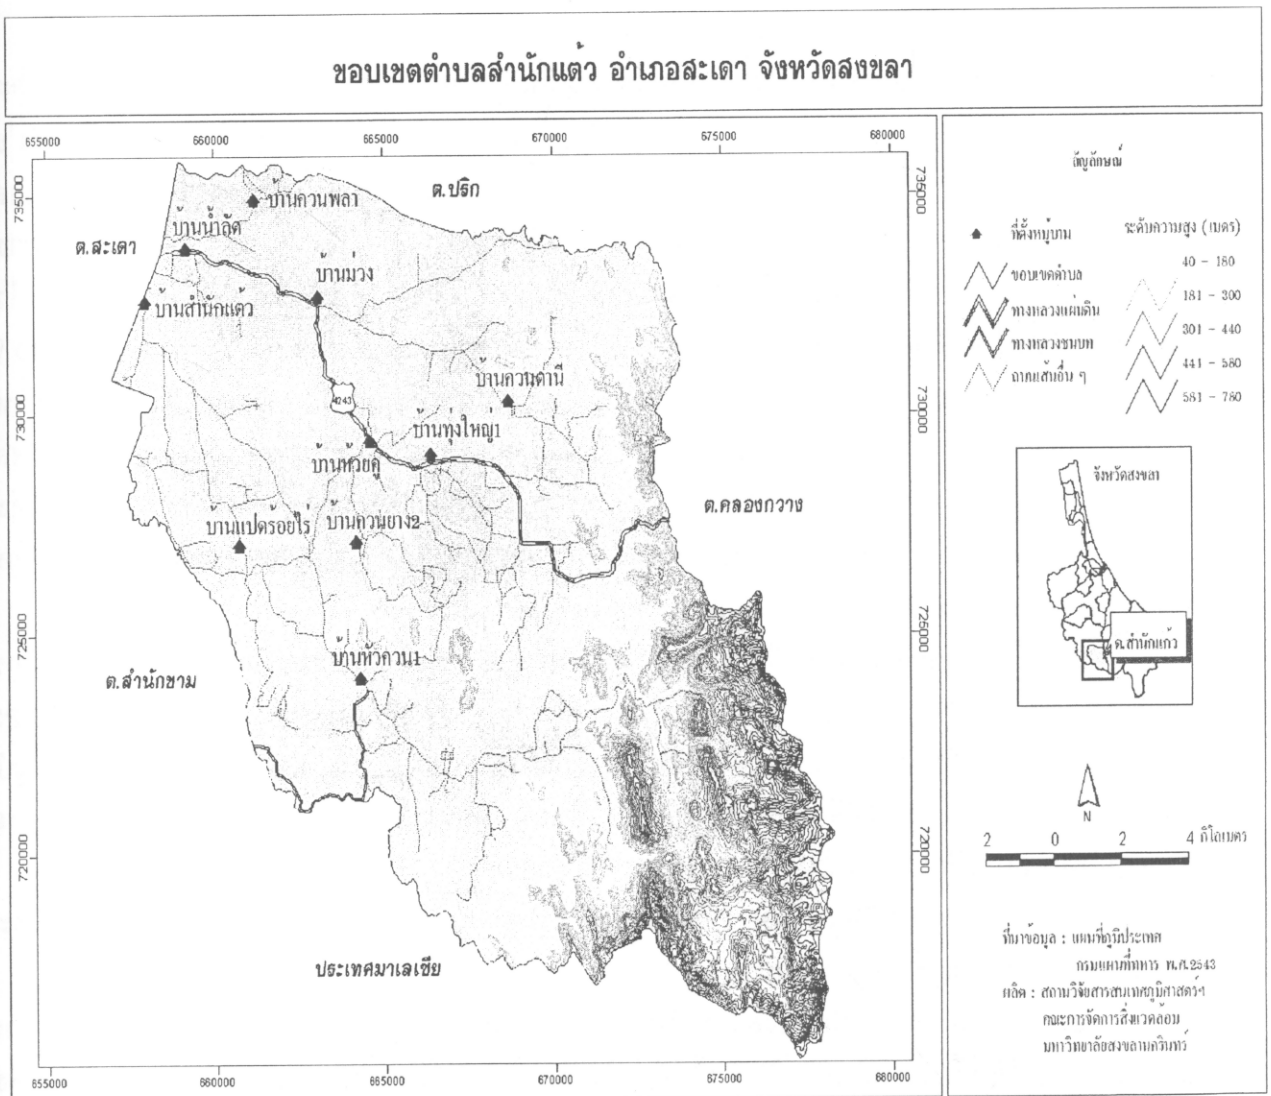 ขอบเขตตำบลสำนักแต้ว อำเภอสะเดา จังหวัดสงขลา
655000 660000 665000 670000 675000 680000
735000 735000
730000 730000
725000 725000
720000 720000
ต.ปริก
บ้านควนพลา
บ้านน้ำลัด
ต.สะเดา
บ้านม่วง
บ้านสำนักแต้ว
บ้านควนตานี
4243
บ้านทุ่งใหญ่1
บ้านห้วยคู่
ต.คลองกวาง
บ้านแปดร้อยไร่
บ้านควนยาง2
บ้านหัวควน1
ต.สำนักขาม
ประเทศมาเลเซีย
655000 660000 665000 670000 675000 680000
สัญลักษณ์
ที่ตั้งหมู่บ้าน
ขอบเขตตำบล
ทางหลวงแผ่นดิน
ทางหลวงชนบท
ถนนเส้นอื่น ๆ
ระดับความสูง (เมตร)
40 - 180
181 - 300
301 - 440
441 - 580
581 - 780
จังหวัดสงขลา
ต.สำนักแก้ว
N
2 0 2 4 กิโลเมตร
ที่มาข้อมูล : แผนที่ภูมิประเทศ
กรมแผนที่ทหาร พ.ศ.2543
ผลิต : สถานวิจัยสารสนเทศภูมิศาสตร์ฯ
คณะการจัดการสิ่งแวดล้อม
มหาวิทยาลัยสงขลานครินทร์